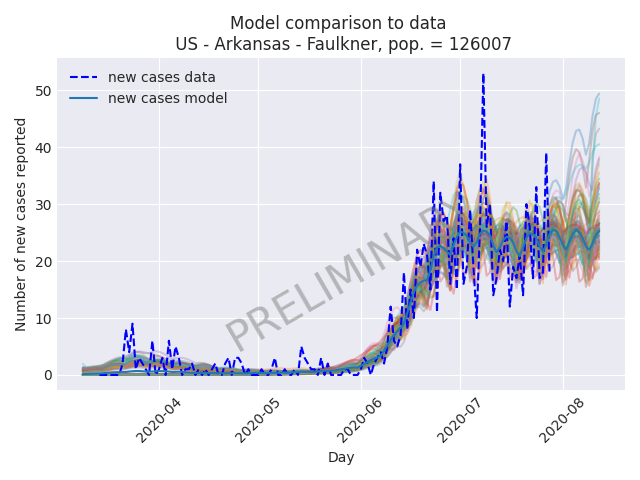 Model comparison to data
US - Arkansas - Faulkner, pop. = 126007
new cases data
new cases model
Number of new cases reported
50
40
30
20
10
0
PRELIMINAR
2020-04
2020-05
2020-06
2020-07
2020-08
Day